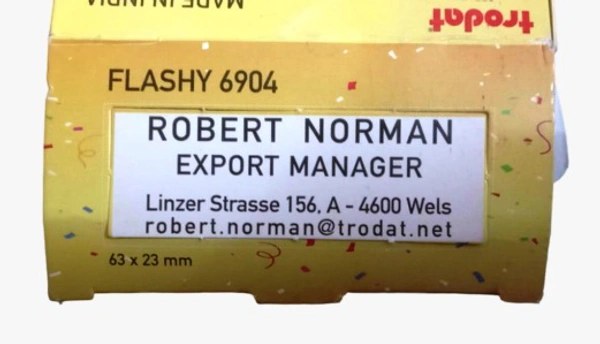 MADE IN INDIA
trodat
FLASHY 6904
ROBERT NORMAN
EXPORT MANAGER
Linzer Strasse 156, A - 4600 Wels
robert.norman@trodat.net
63 x 23 mm